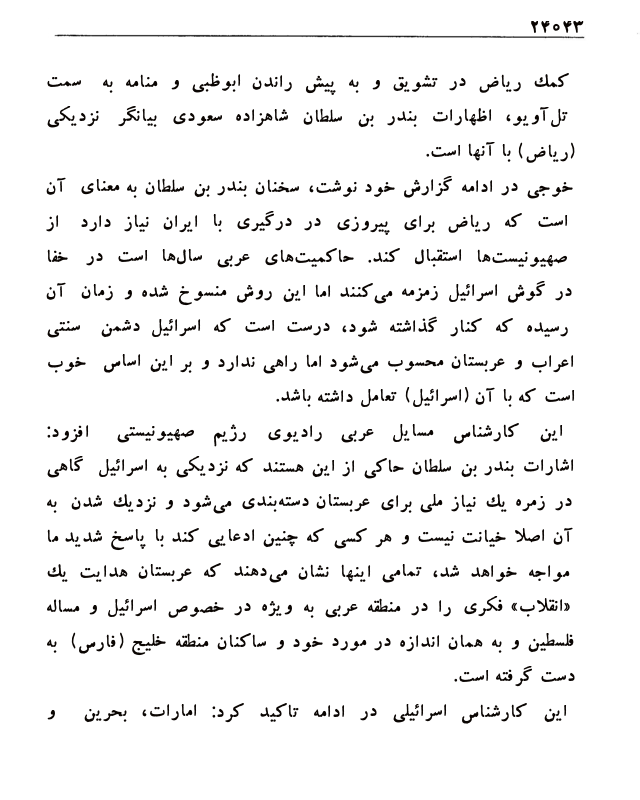 ۲۴۰۴۳
کمك ریاض در تشویق و به پیش راندن ابوظبی و منامه به سمت
تل‌آویو، اظهارات بندر بن سلطان شاهزاده سعودی بیانگر نزدیکی
(ریاض) با آنها است.
خوجی در ادامه گزارش خود نوشت، سخنان بندر بن سلطان به معنای آن
است که ریاض برای پیروزی در درگیری با ایران نیاز دارد از
صهیونیست‌ها استقبال کند. حاکمیت‌های عربی سال‌ها است در خفا
در گوش اسرائیل زمزمه می‌کنند اما این روش منسوخ شده و زمان آن
رسیده که کنار گذاشته شود، درست است که اسرائیل دشمن سنتی
اعراب و عربستان محسوب می‌شود اما راهی ندارد و بر این اساس خوب
است که با آن (اسرائیل) تعامل داشته باشد.
این کارشناس مسایل عربی رادیوی رژیم صهیونیستی افزود:
اشارات بندر بن سلطان حاکی از این هستند که نزدیکی به اسرائیل گاهی
در زمره یك نیاز ملی برای عربستان دسته‌بندی می‌شود و نزدیك شدن به
آن اصلا خیانت نیست و هر کسی که چنین ادعایی کند با پاسخ شدید ما
مواجه خواهد شد، تمامی اینها نشان می‌دهند که عربستان هدایت یك
«انقلاب» فکری را در منطقه عربی به ویژه در خصوص اسرائیل و مساله
فلسطین و به همان اندازه در مورد خود و ساکنان منطقه خلیج (فارس) به
دست گرفته است.
این کارشناس اسرائیلی در ادامه تاکید کرد: امارات، بحرین و